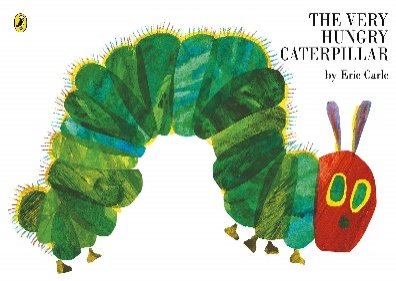 THE VERY
HUNGRY
CATERPILLAR
by Eric Carle